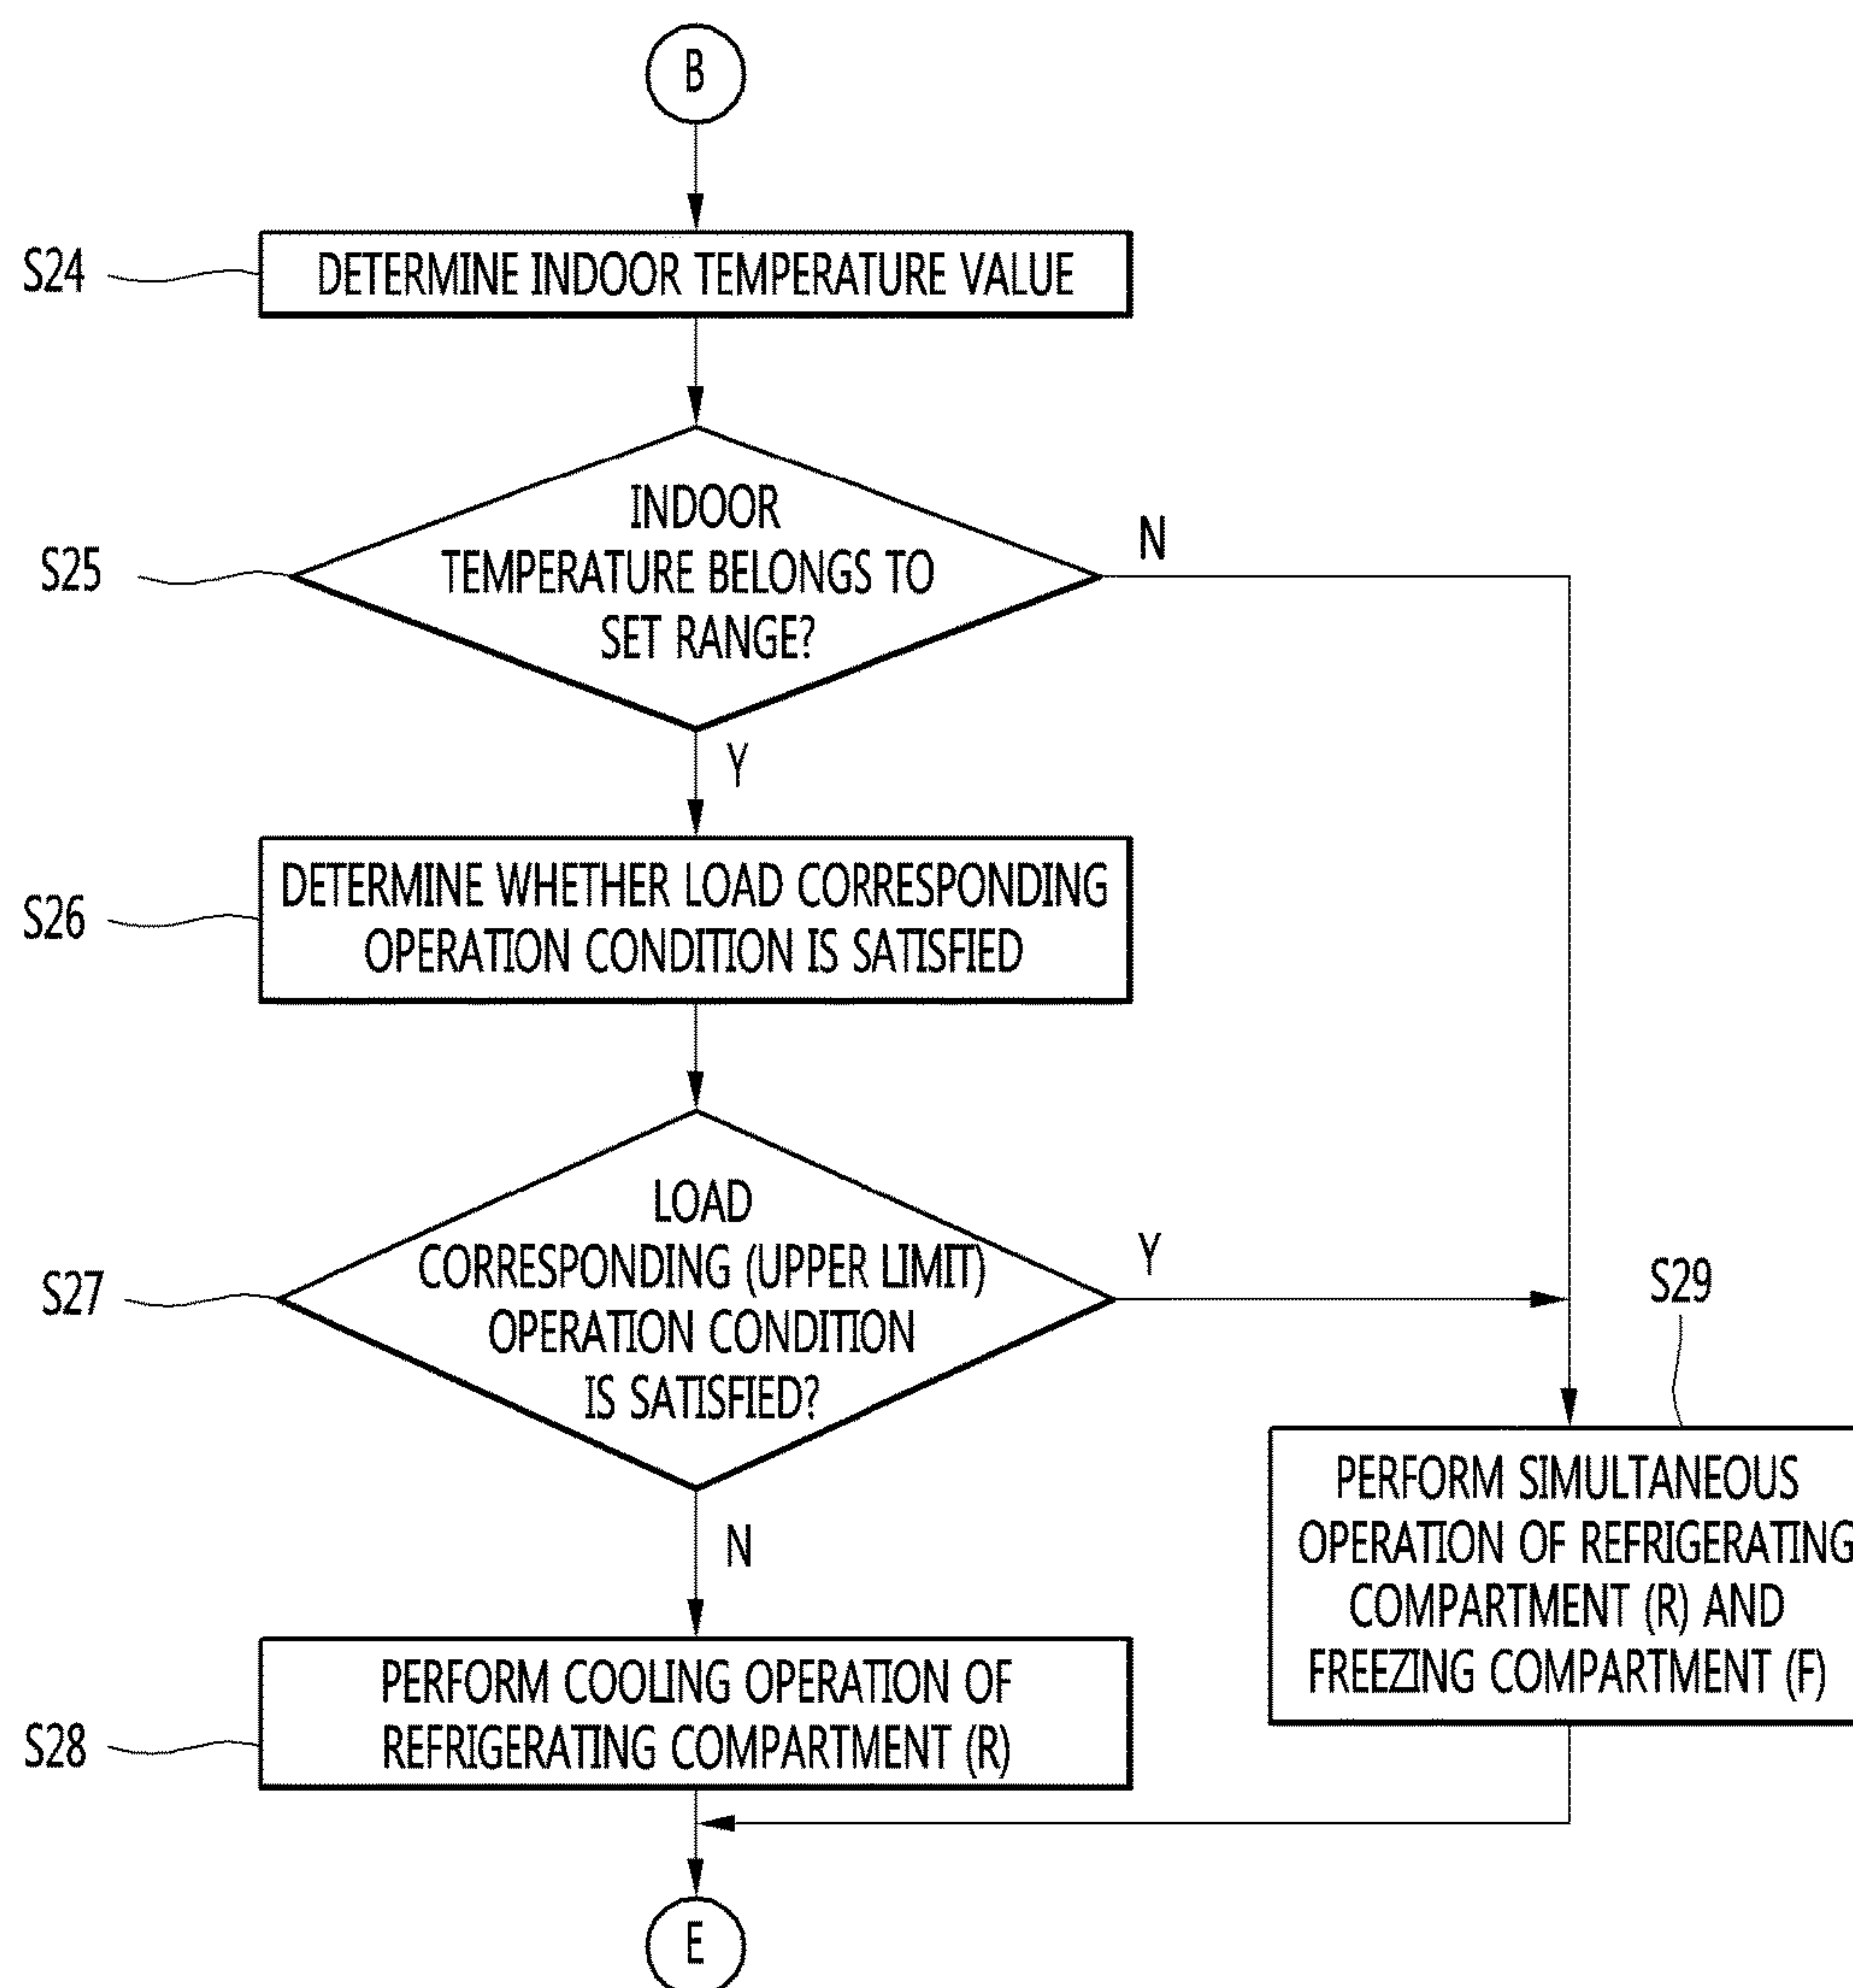 B
S24
DETERMINE INDOOR TEMPERATURE VALUE
S25
INDOOR
TEMPERATURE BELONGS TO
SET RANGE?
N
Y
S26
DETERMINE WHETHER LOAD CORRESPONDING
OPERATION CONDITION IS SATISFIED
S27
LOAD
CORRESPONDING (UPPER LIMIT)
OPERATION CONDITION
IS SATISFIED?
Y
N
S29
PERFORM SIMULTANEOUS
OPERATION OF REFRIGERATING
COMPARTMENT (R) AND
FREEZING COMPARTMENT (F)
S28
PERFORM COOLING OPERATION OF
REFRIGERATING COMPARTMENT (R)
E